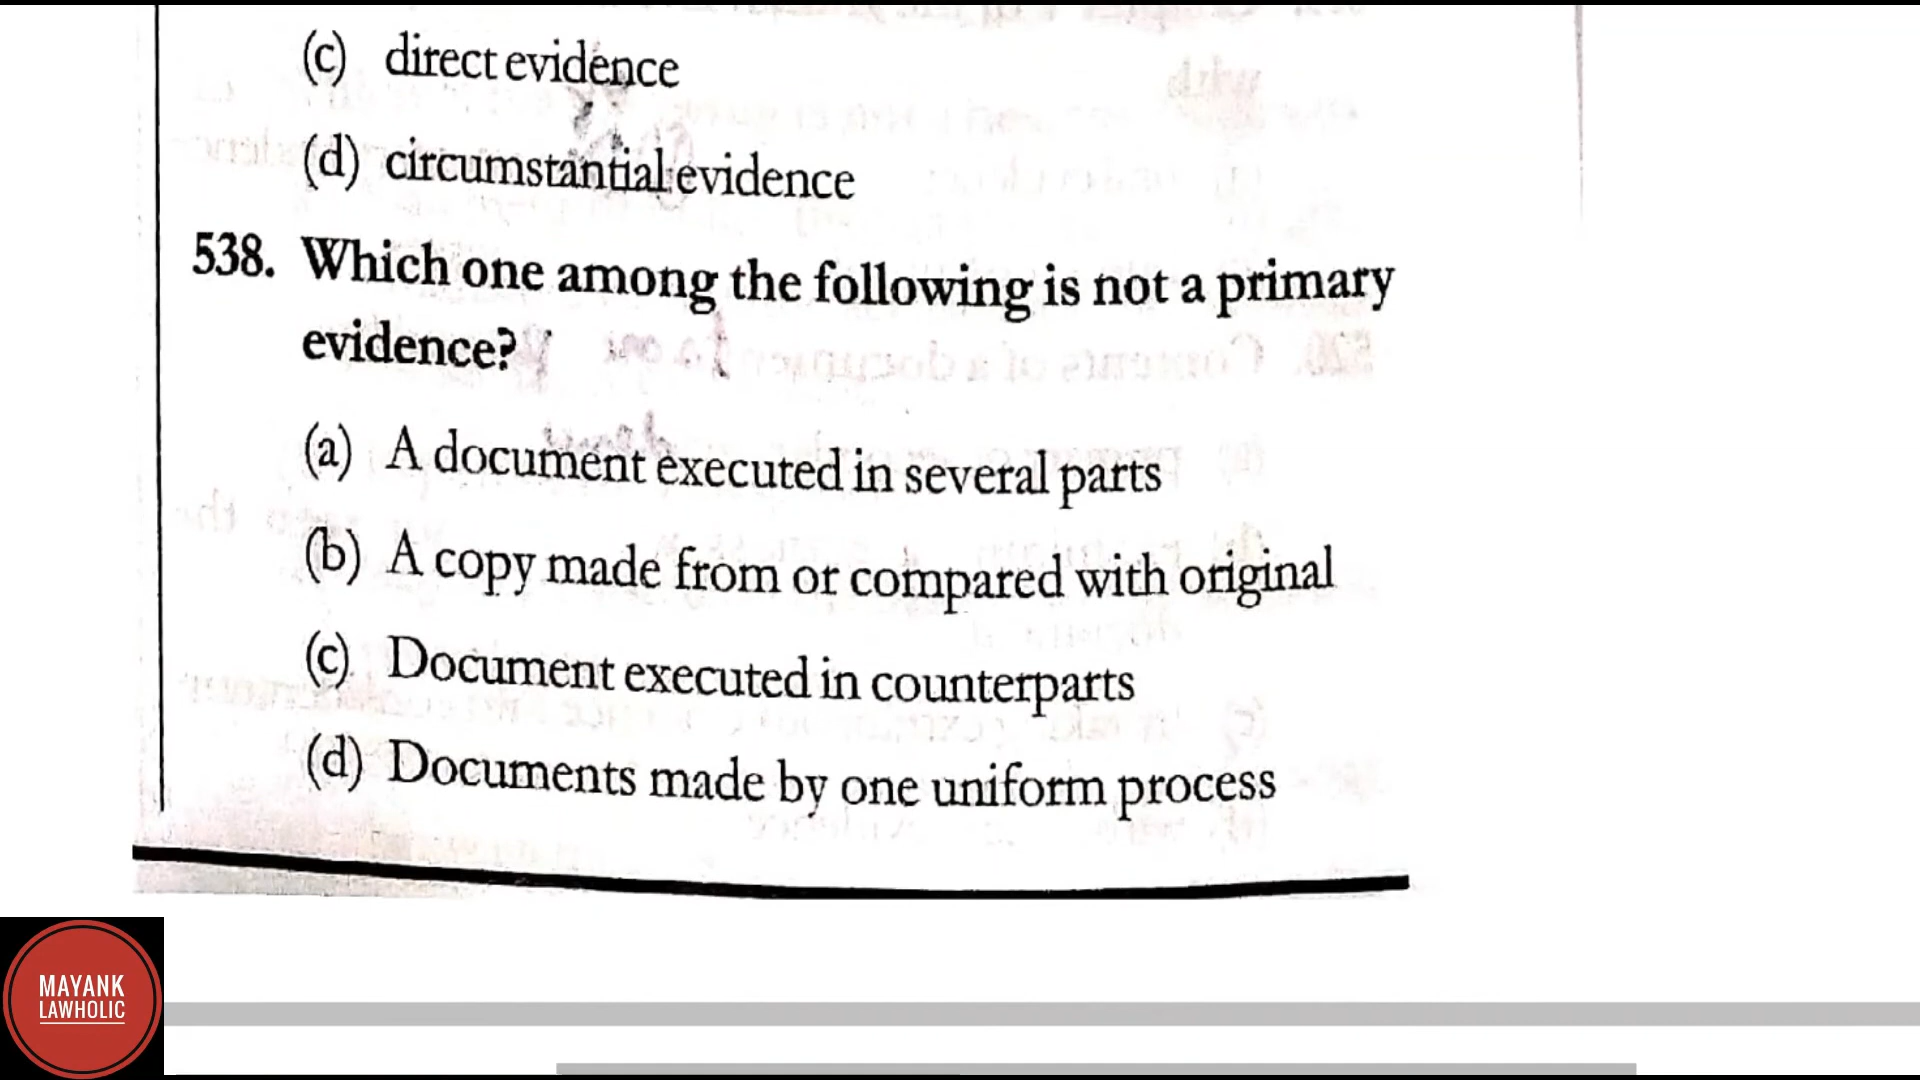 (c) direct evidence
(d) circumstantial evidence
538. Which one among the following is not a primary
evidence?
(a) A document executed in several parts
(b) A copy made from or compared with original
(c) Document executed in counterparts
(d) Documents made by one uniform process
MAYANK
LAWHOLIC